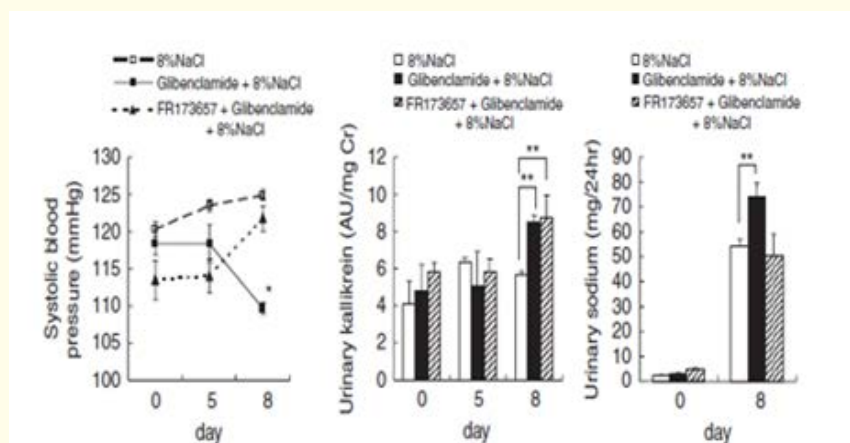 8%NaCl
Glibenclamide + 8%NaCl
FR173657 + Glibenclamide
+ 8%NaCl
Systolic blood
pressure (mmHg)
130
125
120
115
110
105
100
*
0 5 8
day
8%NaCl
Glibenclamide + 8%NaCl
FR173657 + Glibenclamide
+ 8%NaCl
Urinary kallikrein (AU/mg Cr)
12
10
8
6
4
2
0
**
**
0 5 8
day
8%NaCl
Glibenclamide + 8%NaCl
FR173657 + Glibenclamide
+ 8%NaCl
Urinary sodium (mg/24hr)
90
80
70
60
50
40
30
20
10
0
**
0 8
day